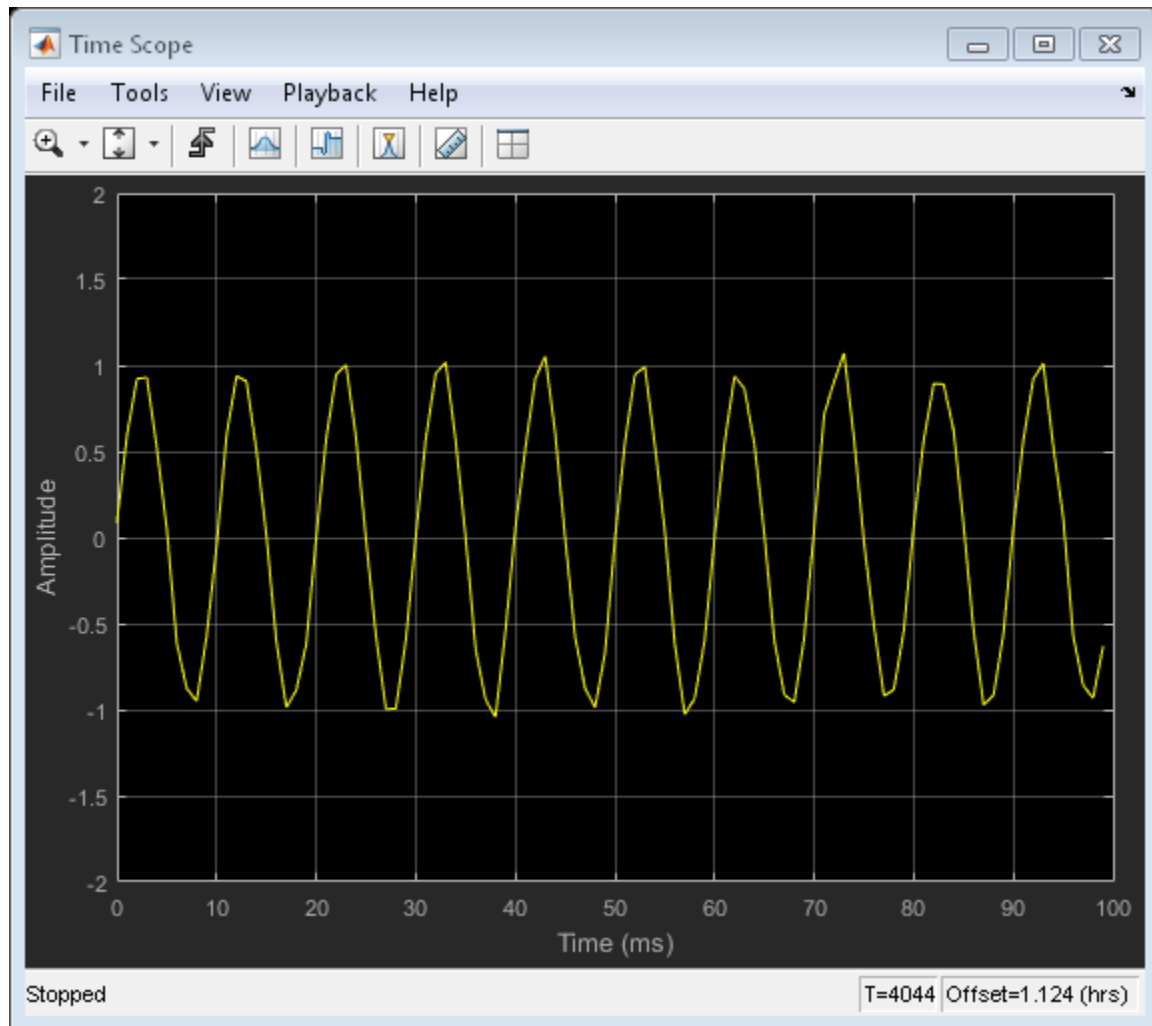 Time Scope
File Tools View Playback Help
2
1.5
1
0.5
0
-0.5
-1
-1.5
-2
Amplitude
0 10 20 30 40 50 60 70 80 90 100
Time (ms)
Stopped T=4044 Offset=1.124 (hrs)